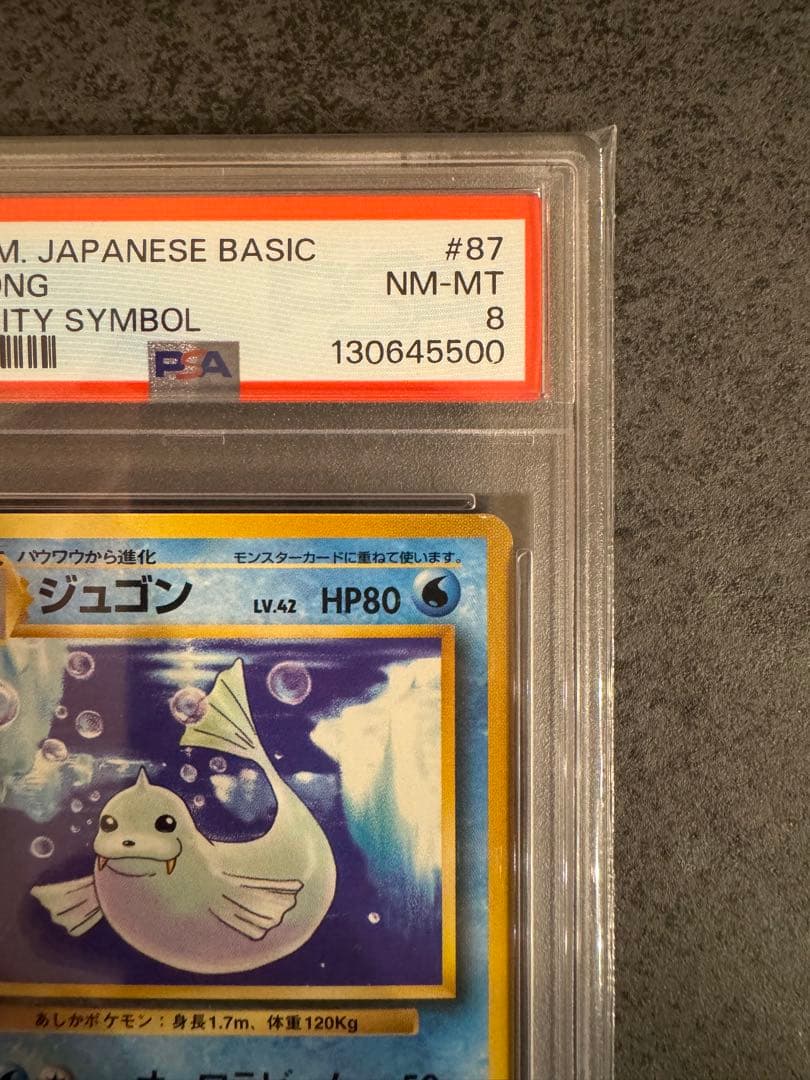 M. JAPANESE BASIC #87
ONG NM-MT
ITY SYMBOL 8
PSA 130645500
パウワウから進化 モンスターカードに重ねて使います。
ジュゴン LV.42 HP80
あしかポケモン：身長1.7m、体重120Kg